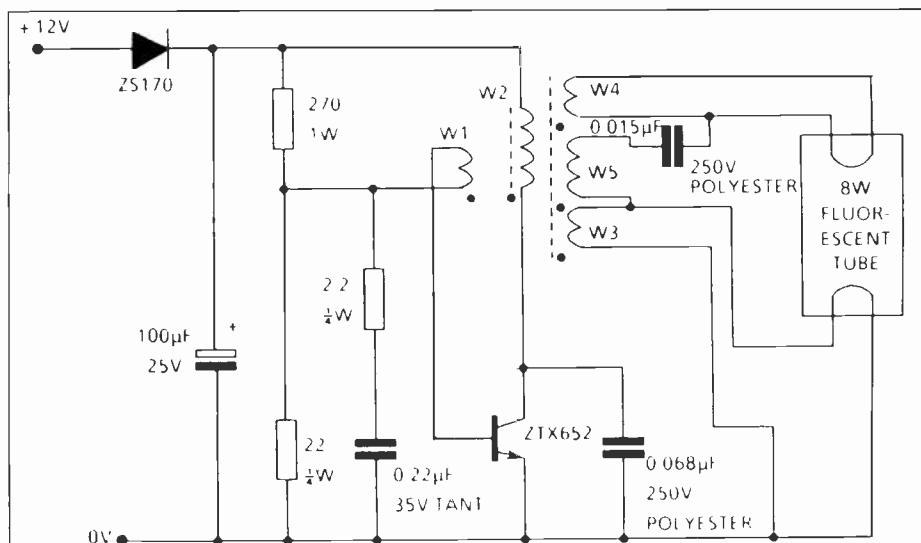 + 12V
ZS170
270
1W
W1
W2
W4
0.015µF
250V
POLYESTER
W5
W3
8W
FLUOR-
ESCENT
TUBE
2.2
¼W
+
100µF
25V
22
¼W
0.22µF
35V TANT
ZTX652
0.068µF
250V
POLYESTER
0V